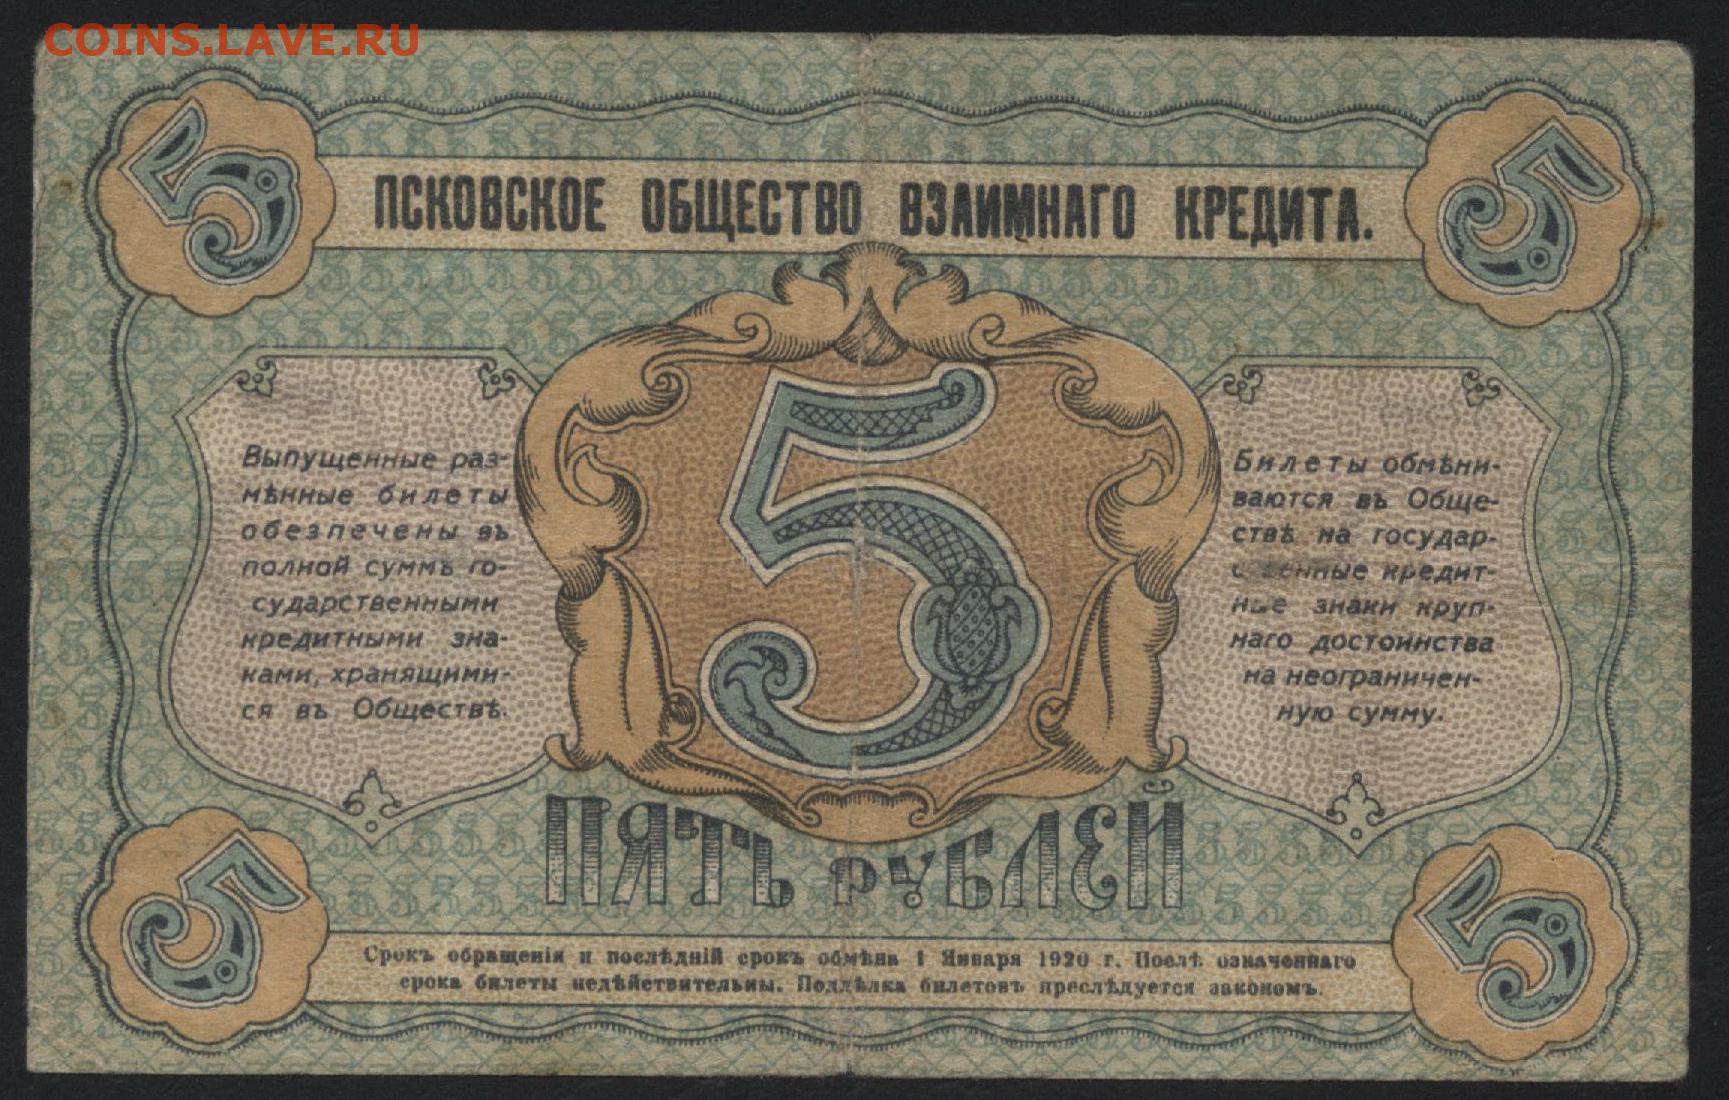 COINS.LAVE.RU
5
5
ПСКОВСКОЕ ОБЩЕСТВО ВЗАИМНАГО КРЕДИТА.
Выпущенные раз-
мѣнные билеты
обезпечены въ
полной суммѣ го-
сударственными
кредитными зна-
ками, хранящими-
ся въ Обществѣ.
5
Билеты обмѣни-
ваются въ Обще-
ствѣ на государ-
ственные кредит-
ные знаки круп-
наго достоинства
на неограничен-
ную сумму.
ПЯТЬ РУБЛЕЙ
5
5
Срокъ обращенія и послѣдній срокъ обмѣна 1 Января 1920 г. Послѣ означеннаго
срока билеты недѣйствительны. Поддѣлка билетовъ преслѣдуется закономъ.